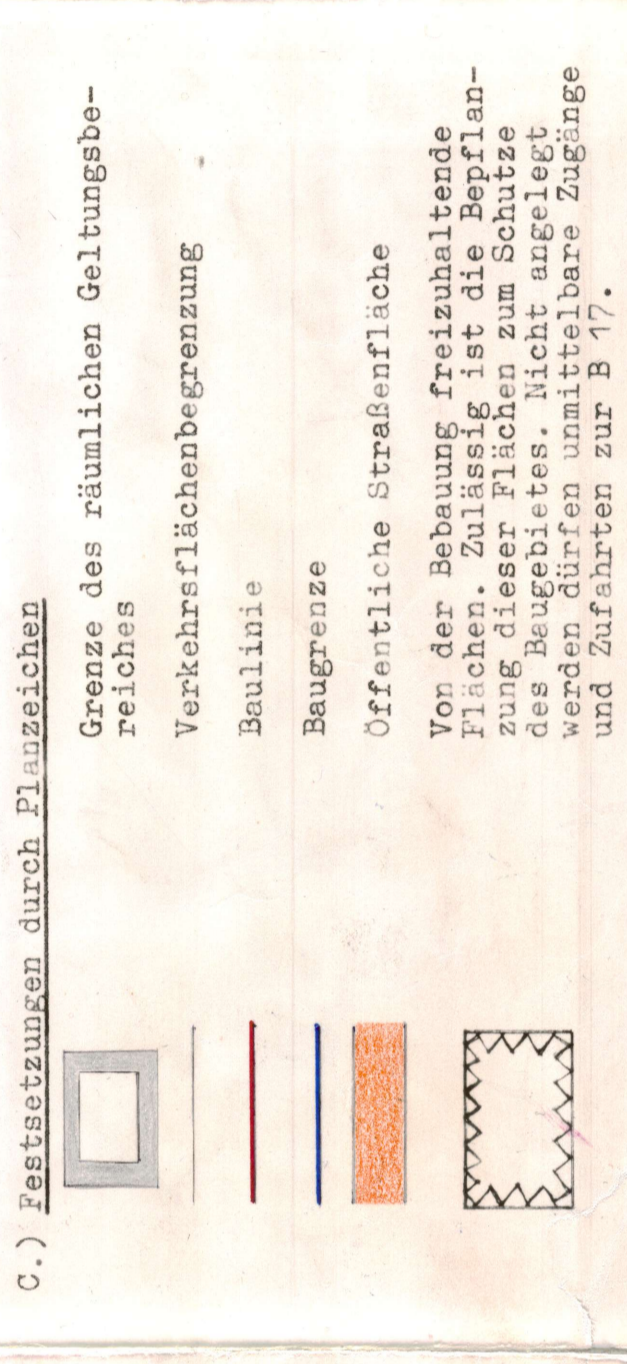 C.) Festsetzungen durch Planzeichen
Grenze des räumlichen Geltungsbe-
reiches
Verkehrsflächenbegrenzung
Baulinie
Baugrenze
Öffentliche Straßenfläche
Von der Bebauung freizuhaltende
Flächen. Zulässig ist die Bepflan-
zung dieser Flächen zum Schutze
des Baugebietes. Nicht angelegt
werden dürfen unmittelbare Zugänge
und Zufahrten zur B 17.